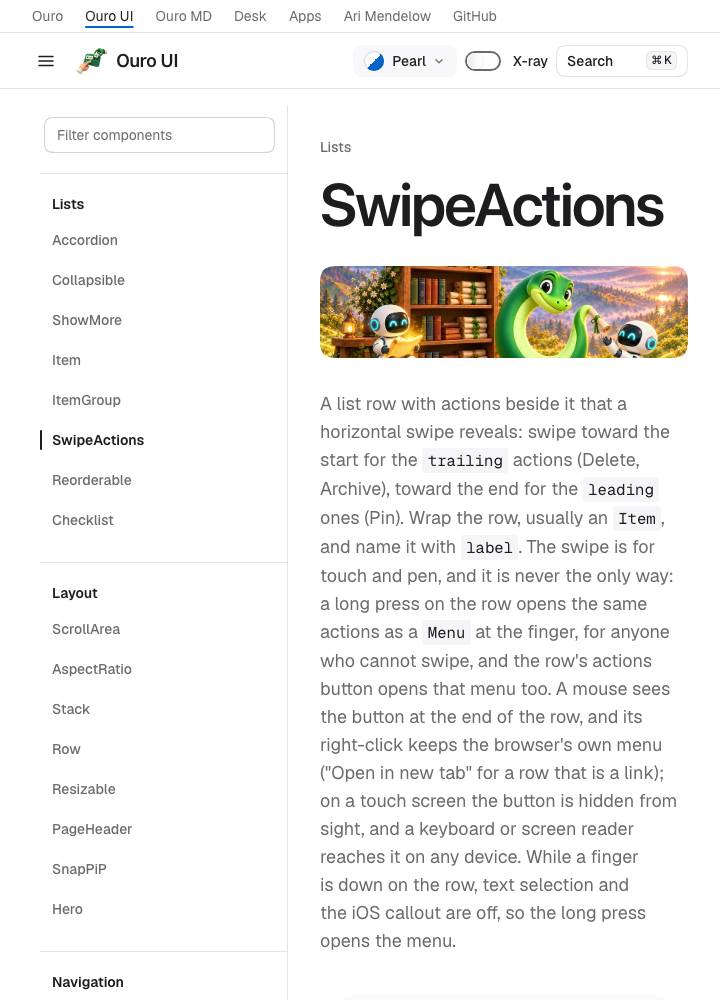 Ouro Ouro UI Ouro MD Desk Apps Ari Mendelow GitHub
Ouro UI Pearl X-ray Search ⌘ K
Filter components
Lists
Accordion
Collapsible
ShowMore
Item
ItemGroup
SwipeActions
Reorderable
Checklist
Layout
ScrollArea
AspectRatio
Stack
Row
Resizable
PageHeader
SnapPiP
Hero
Navigation
Lists
SwipeActions
A list row with actions beside it that a
horizontal swipe reveals: swipe toward the
start for the trailing actions (Delete,
Archive), toward the end for the leading
ones (Pin). Wrap the row, usually an Item,
and name it with label. The swipe is for
touch and pen, and it is never the only way:
a long press on the row opens the same
actions as a Menu at the finger, for anyone
who cannot swipe, and the row's actions
button opens that menu too. A mouse sees
the button at the end of the row, and its
right-click keeps the browser's own menu
("Open in new tab" for a row that is a link);
on a touch screen the button is hidden from
sight, and a keyboard or screen reader
reaches it on any device. While a finger
is down on the row, text selection and
the iOS callout are off, so the long press
opens the menu.